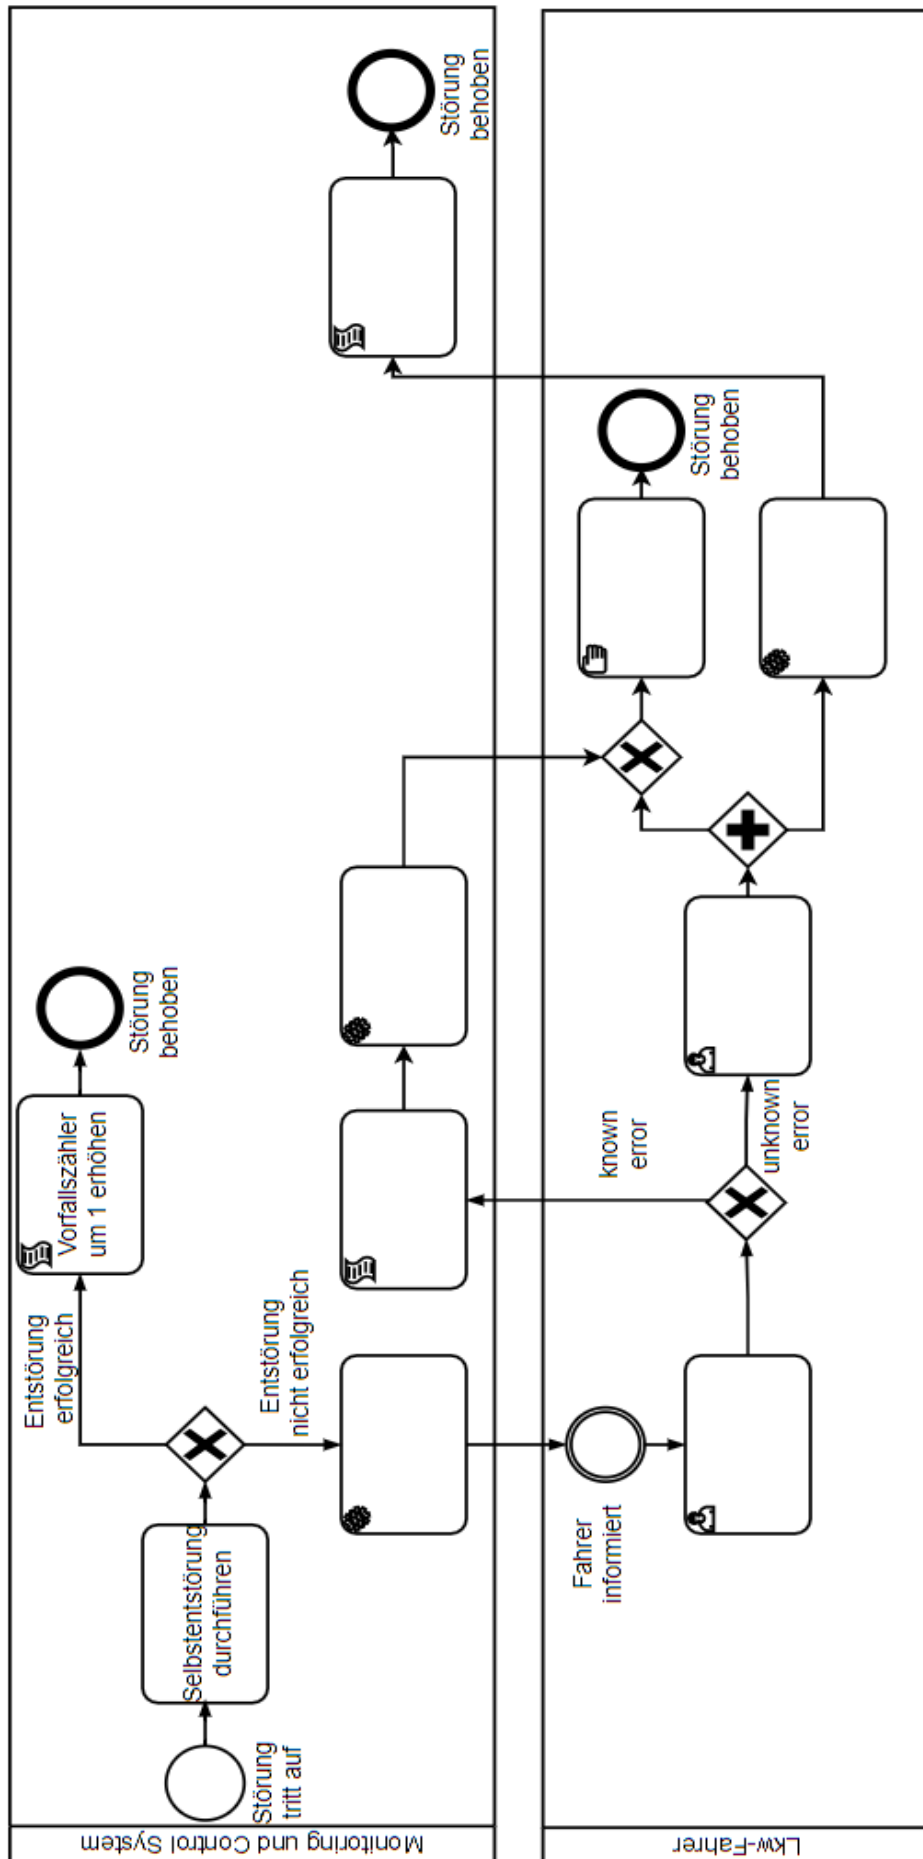 Monitoring und Control System
Störung
tritt auf
Selbstentstörung
durchführen
Entstörung
erfolgreich
Vorfallszähler
um 1 erhöhen
Störung
behoben
Entstörung
nicht erfolgreich
Störung
behoben
Lkw-Fahrer
Fahrer
informiert
known
error
unknown
error
Störung
behoben